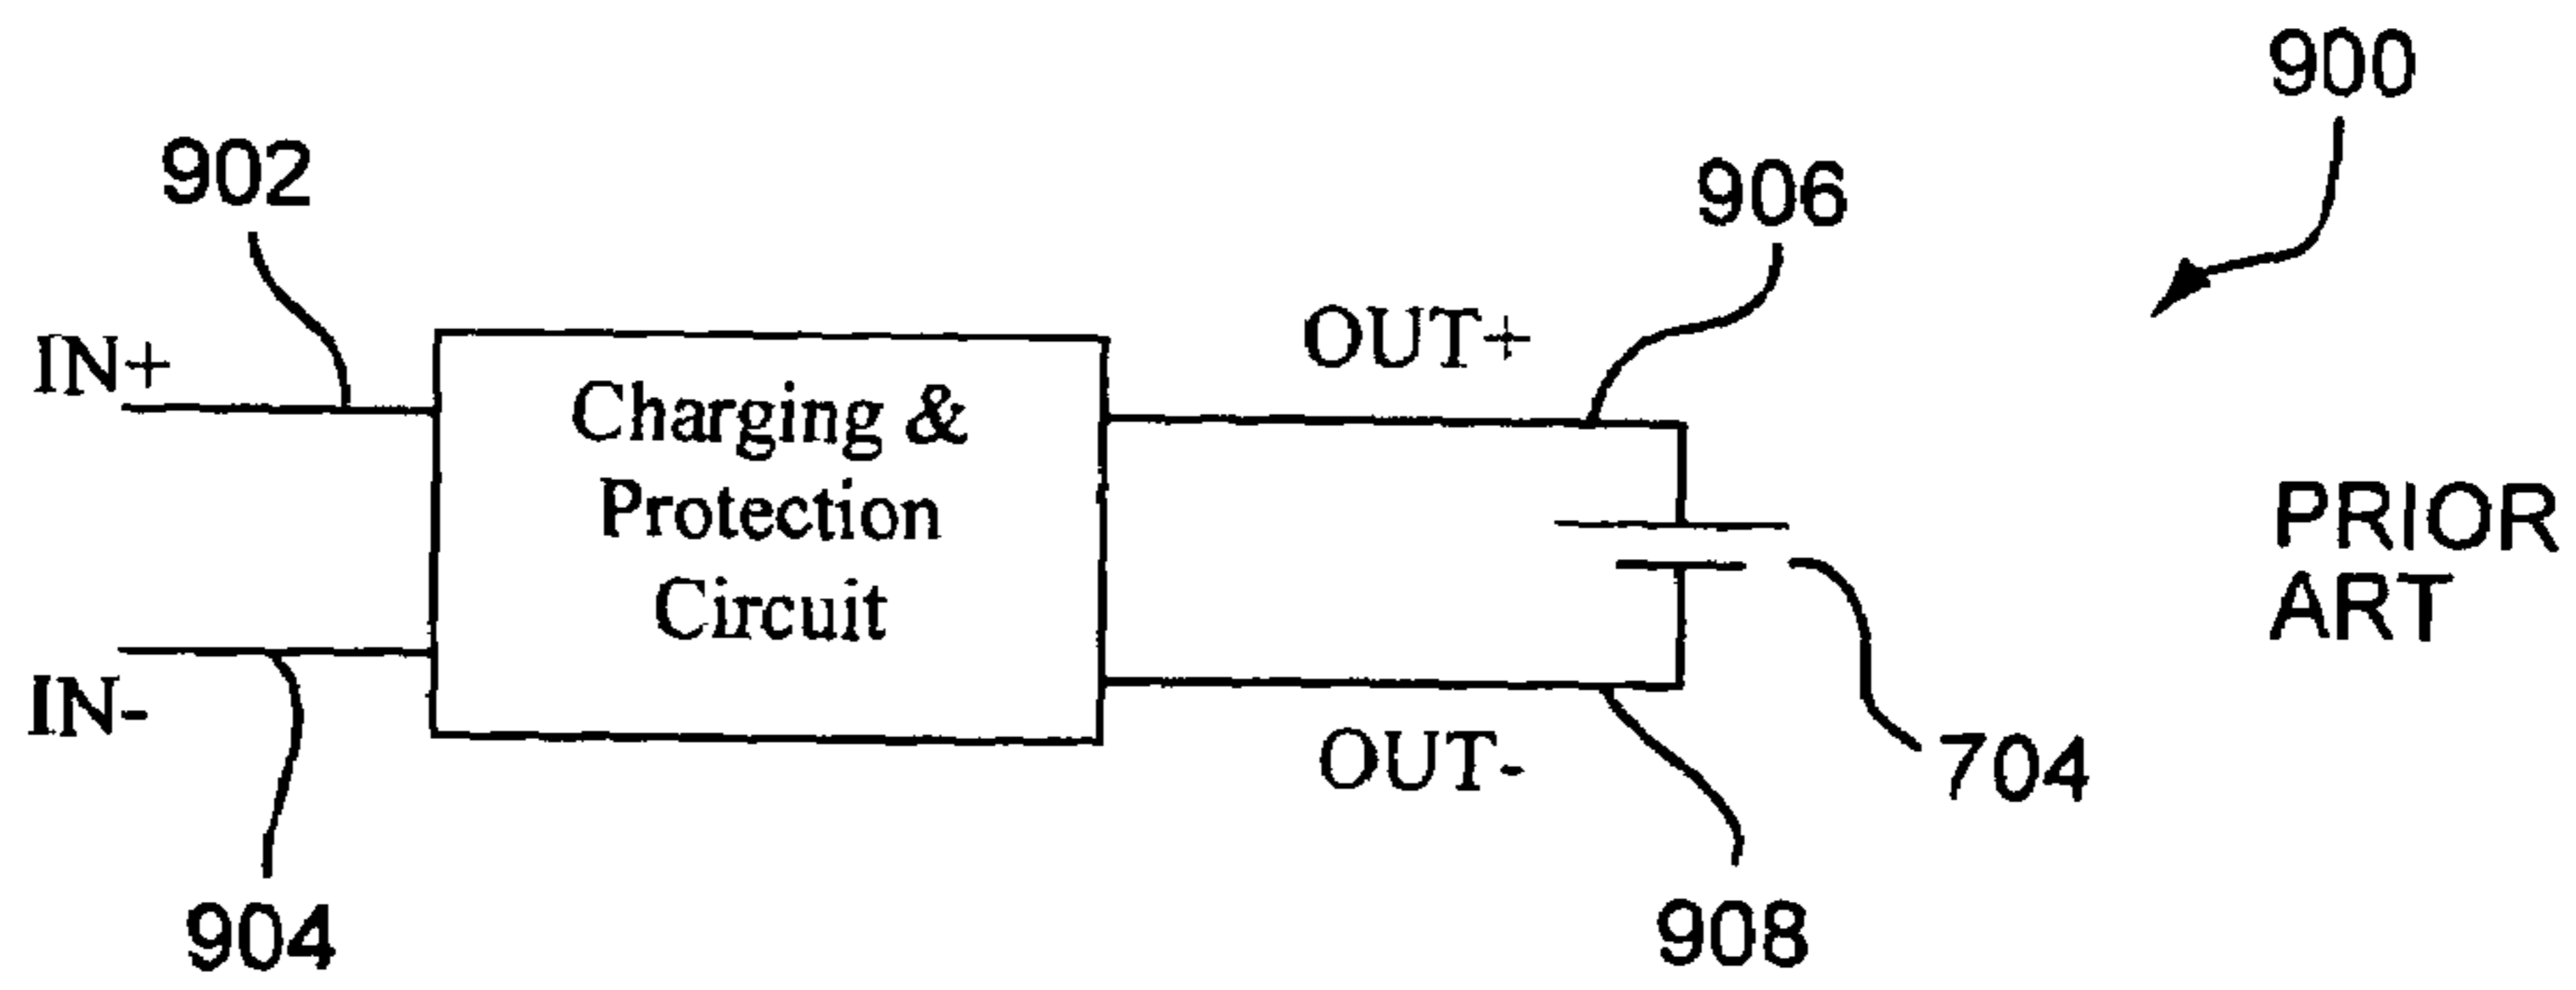 900
902
906
IN+
OUT+
Charging &
Protection
Circuit
PRIOR
ART
IN-
OUT-
704
904
908